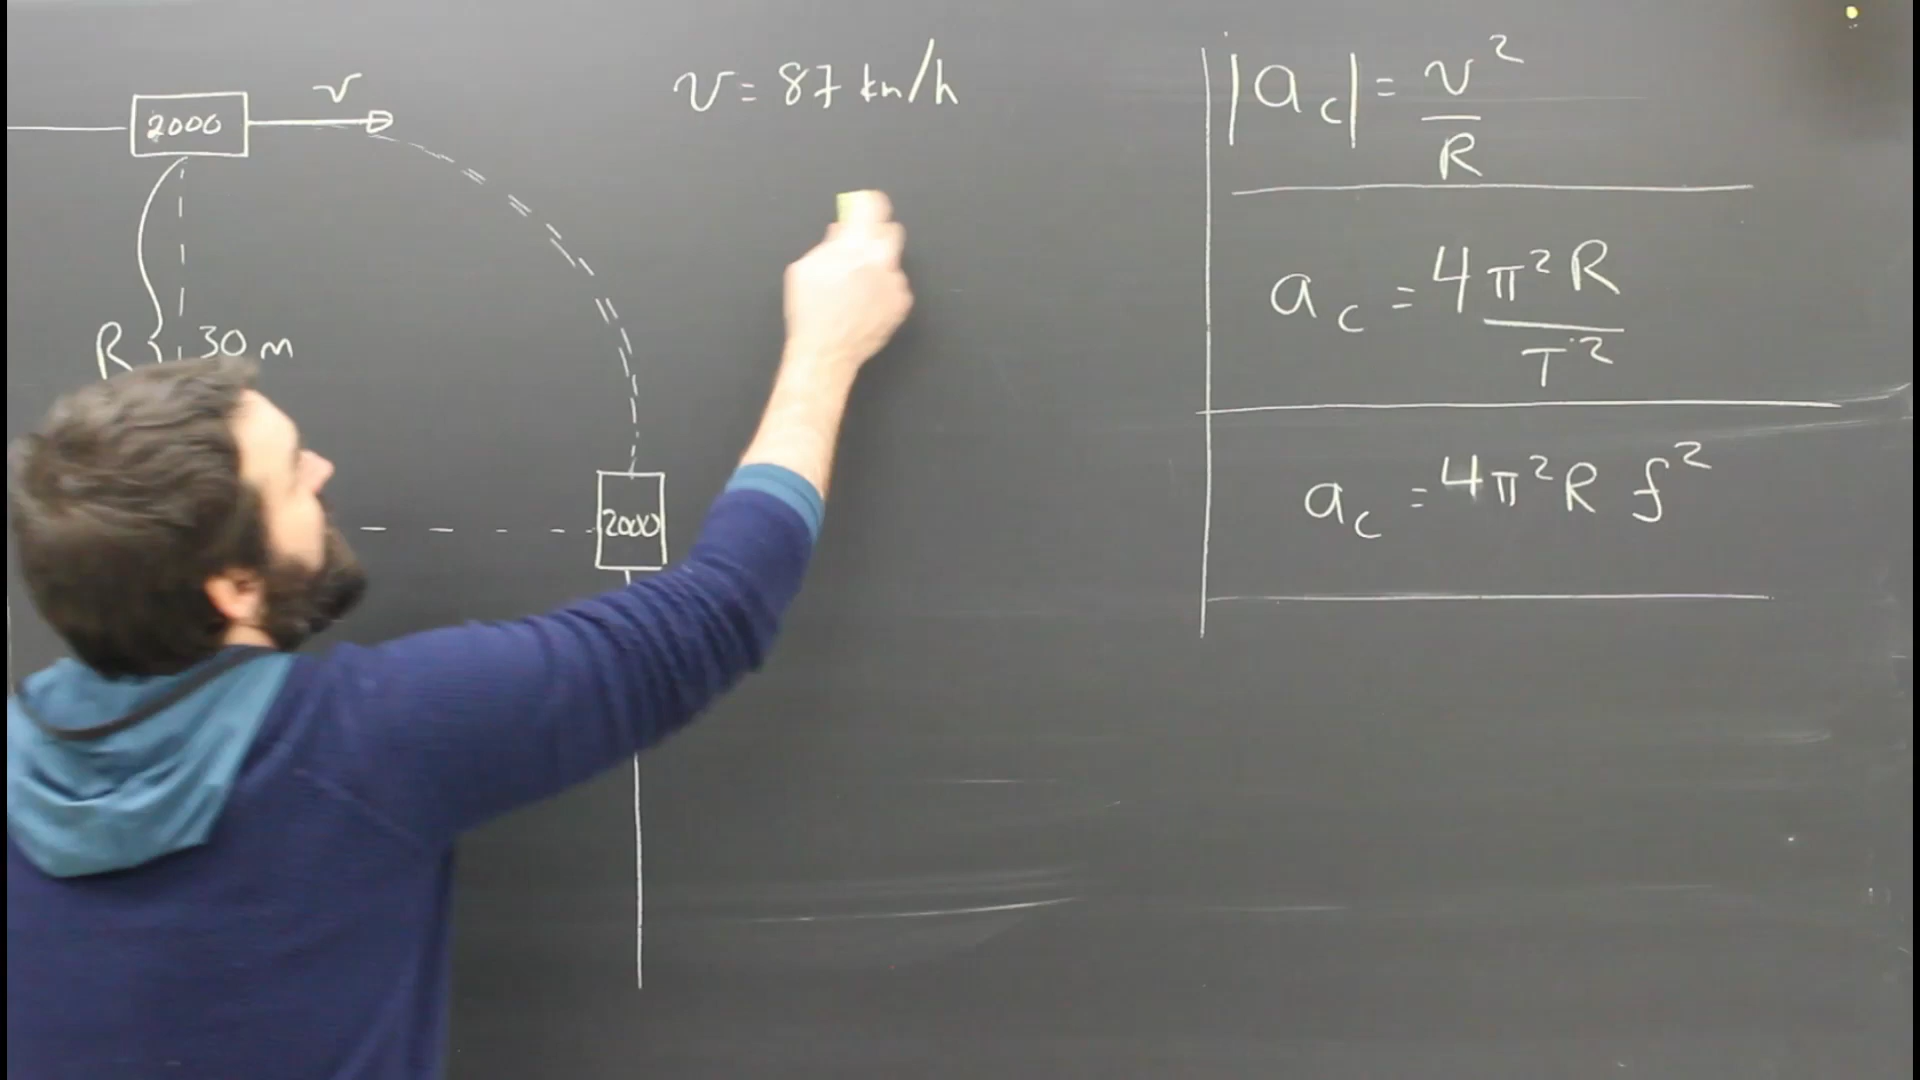 v
2000
R { 30 m
2000
v = 87 km/h
|a_c| = v² / R
a_c = 4π²R / T²
a_c = 4π²R f²